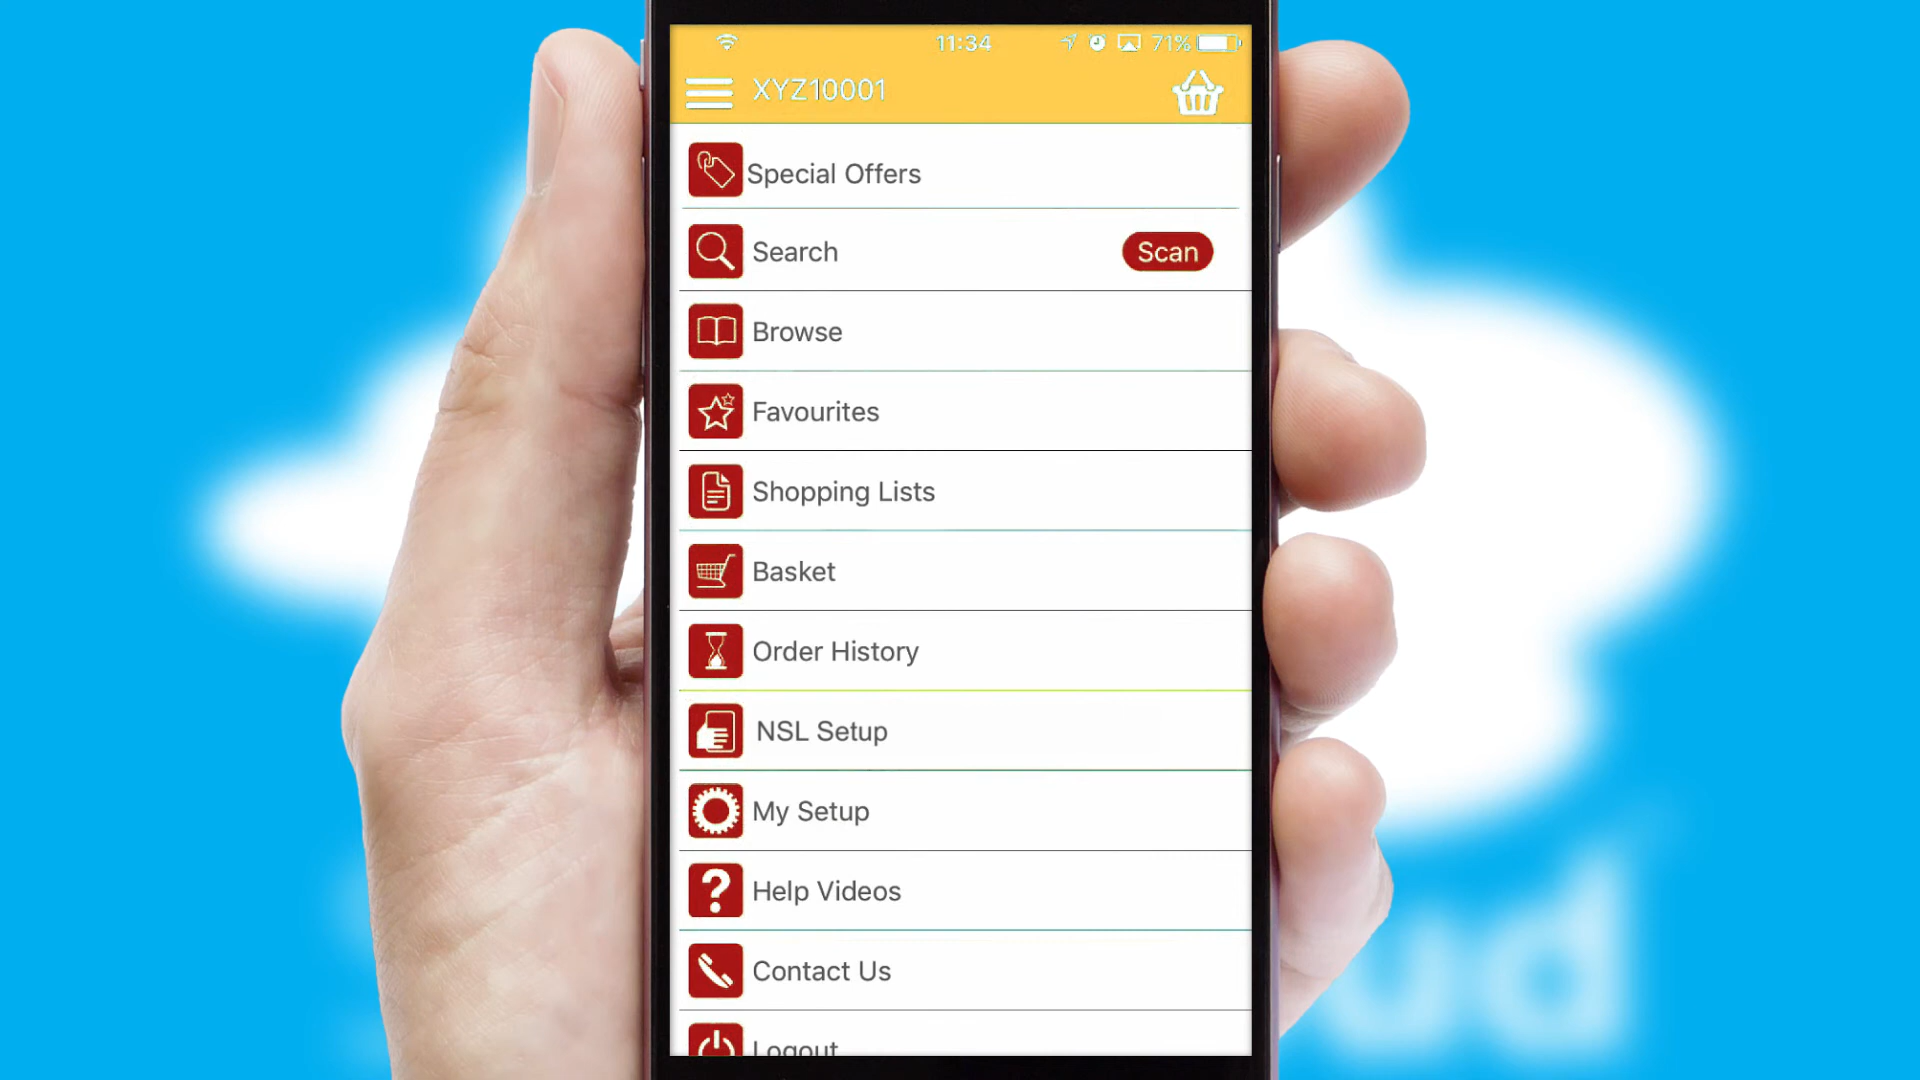 11:34 71%
XYZ10001
Special Offers
Search Scan
Browse
Favourites
Shopping Lists
Basket
Order History
NSL Setup
My Setup
Help Videos
Contact Us
Logout